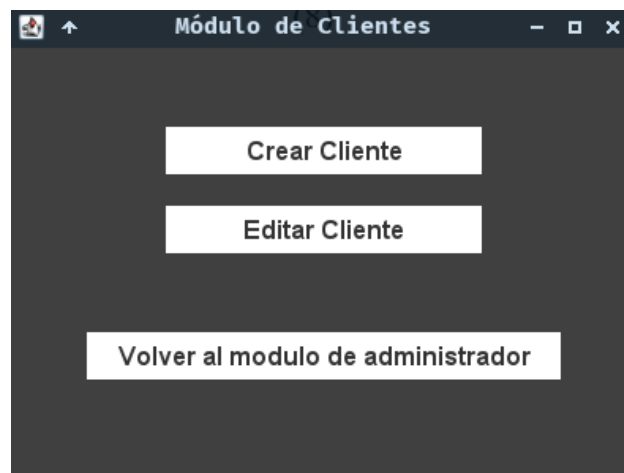 Módulo de Clientes
Crear Cliente
Editar Cliente
Volver al modulo de administrador